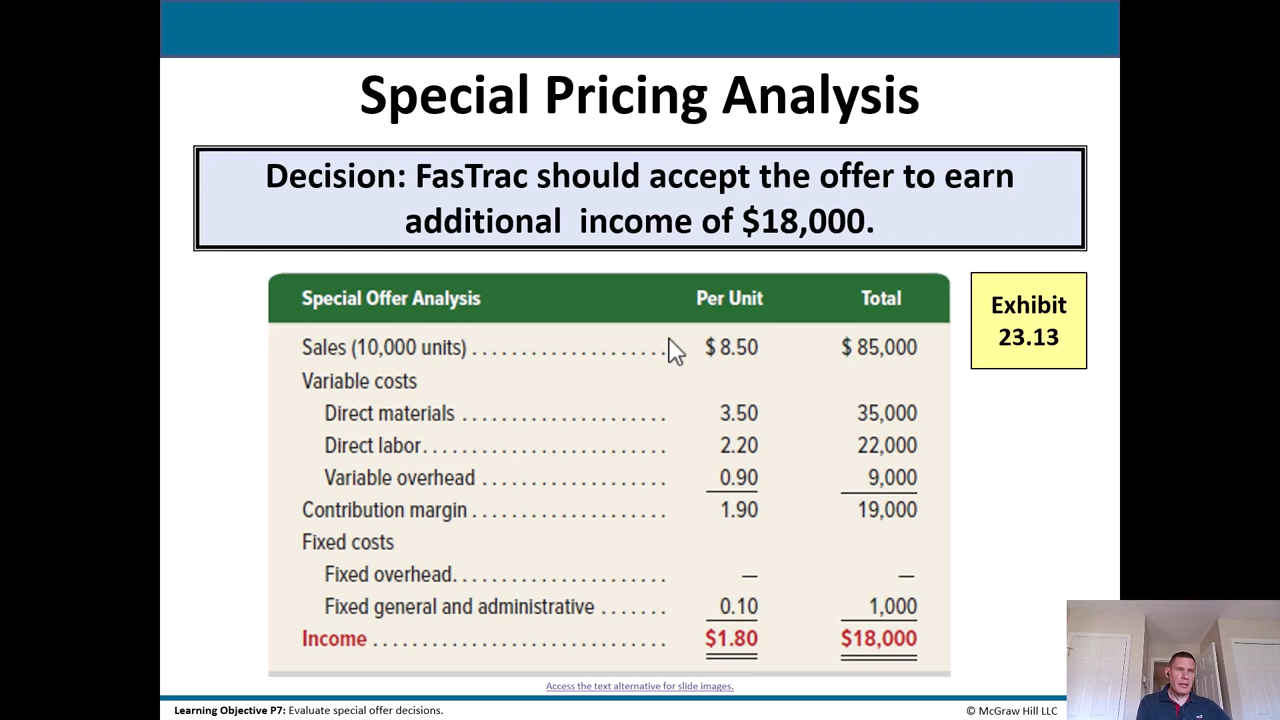 Special Pricing Analysis
Decision: FasTrac should accept the offer to earn
additional income of $18,000.
Special Offer Analysis Per Unit Total
Exhibit
23.13
Sales (10,000 units) . . . . . . . . . . . . . . . . . . . . . $ 8.50 $ 85,000
Variable costs
Direct materials . . . . . . . . . . . . . . . . . . . . . . 3.50 35,000
Direct labor. . . . . . . . . . . . . . . . . . . . . . . . . . 2.20 22,000
Variable overhead . . . . . . . . . . . . . . . . . . . . 0.90 9,000
Contribution margin . . . . . . . . . . . . . . . . . . . . . 1.90 19,000
Fixed costs
Fixed overhead. . . . . . . . . . . . . . . . . . . . . . . — —
Fixed general and administrative . . . . . . . 0.10 1,000
Income . . . . . . . . . . . . . . . . . . . . . . . . . . . . . . . $1.80 $18,000
Access the text alternative for slide images.
Learning Objective P7: Evaluate special offer decisions. © McGraw Hill LLC